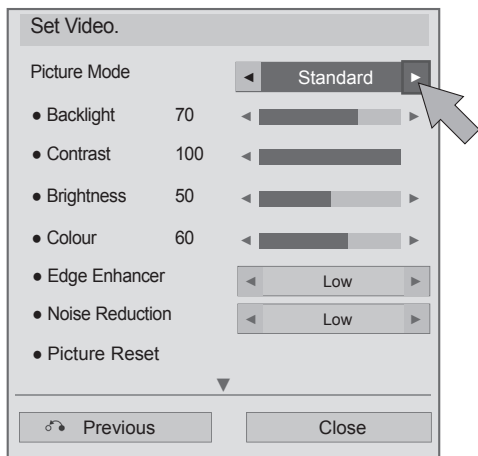 Set Video.
Picture Mode ◄ Standard ►
● Backlight 70 ◄ ►
● Contrast 100 ◄
● Brightness 50 ◄ ►
● Colour 60 ◄ ►
● Edge Enhancer ◄ Low ►
● Noise Reduction ◄ Low ►
● Picture Reset
▼
Previous Close